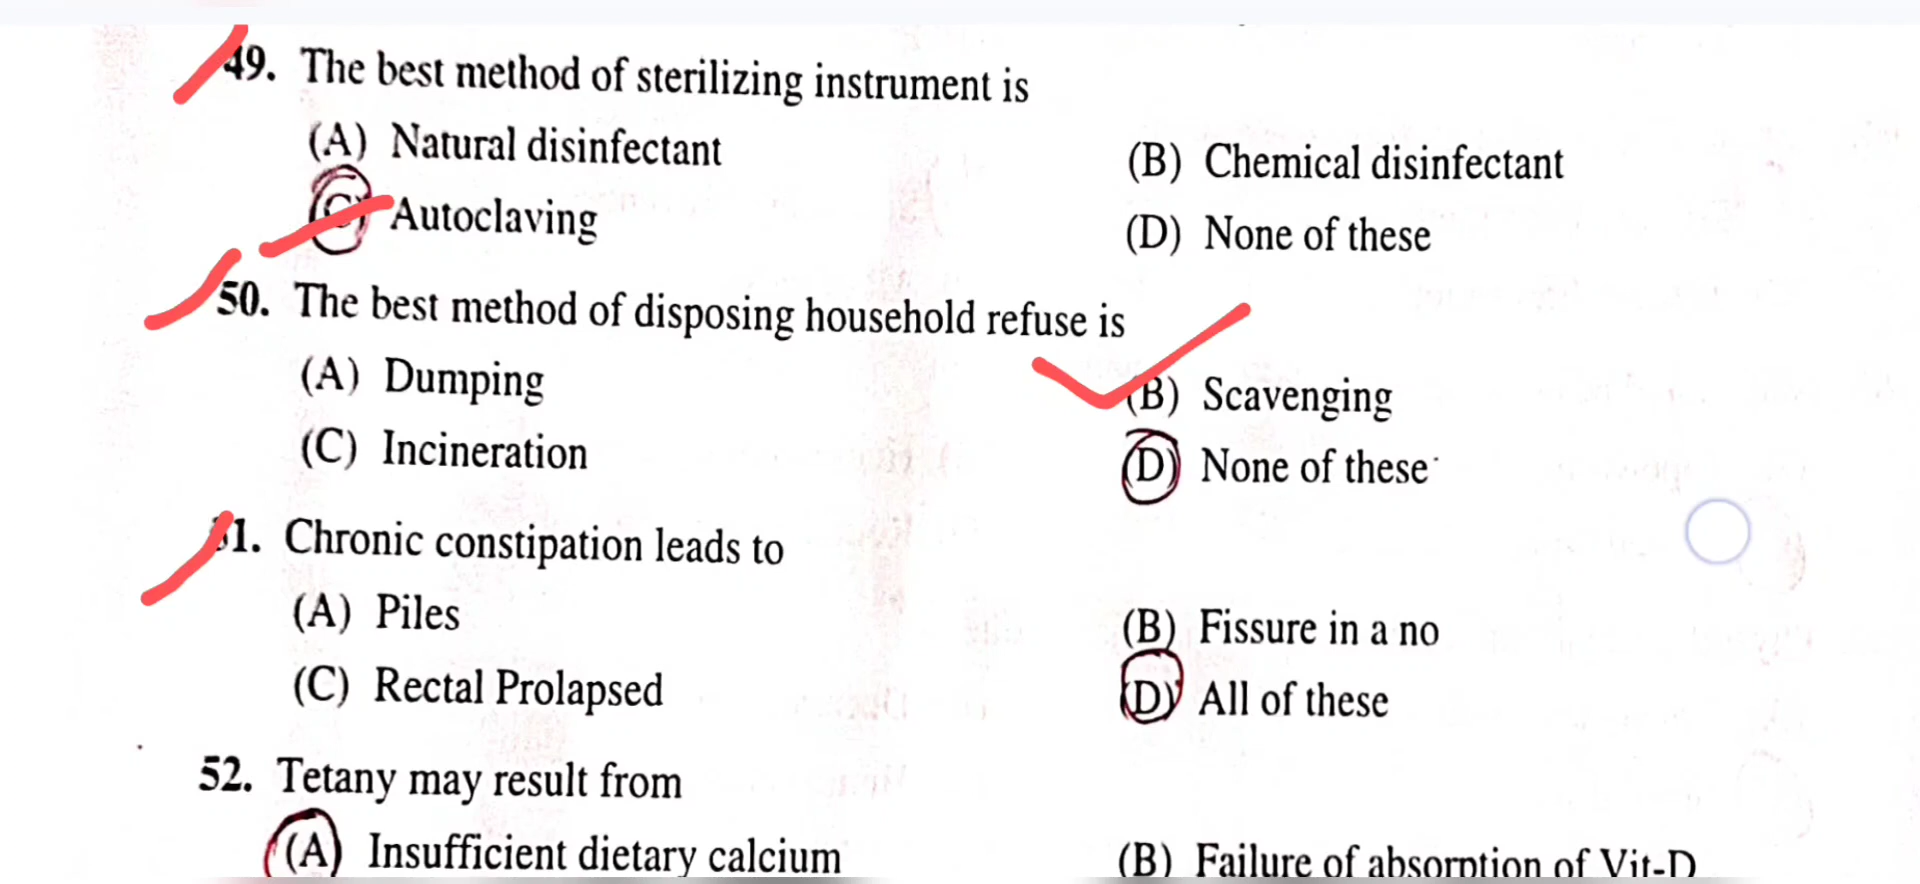 49. The best method of sterilizing instrument is
(A) Natural disinfectant (B) Chemical disinfectant
(C) Autoclaving (D) None of these
50. The best method of disposing household refuse is
(A) Dumping (B) Scavenging
(C) Incineration (D) None of these
51. Chronic constipation leads to
(A) Piles (B) Fissure in a no
(C) Rectal Prolapsed (D) All of these
52. Tetany may result from
(A) Insufficient dietary calcium (B) Failure of absorption of Vit-D